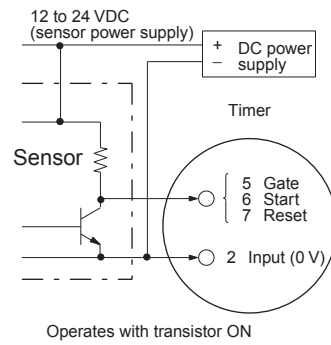 12 to 24 VDC
(sensor power supply)
+ DC power
− supply
Timer
Sensor
5 Gate
6 Start
7 Reset
2 Input (0 V)
Operates with transistor ON